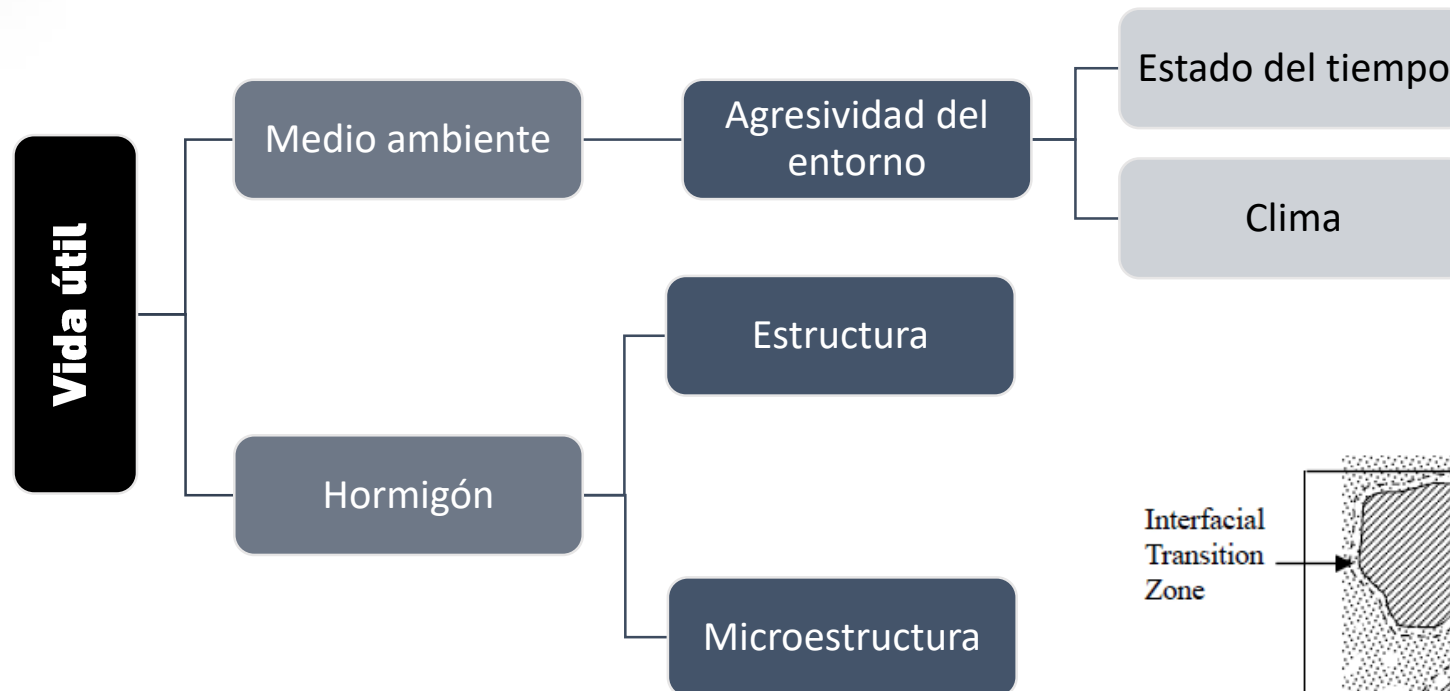 Vida útil
Medio ambiente
Agresividad del
entorno
Estado del tiempo
Clima
Hormigón
Estructura
Microestructura
Interfacial
Transition
Zone